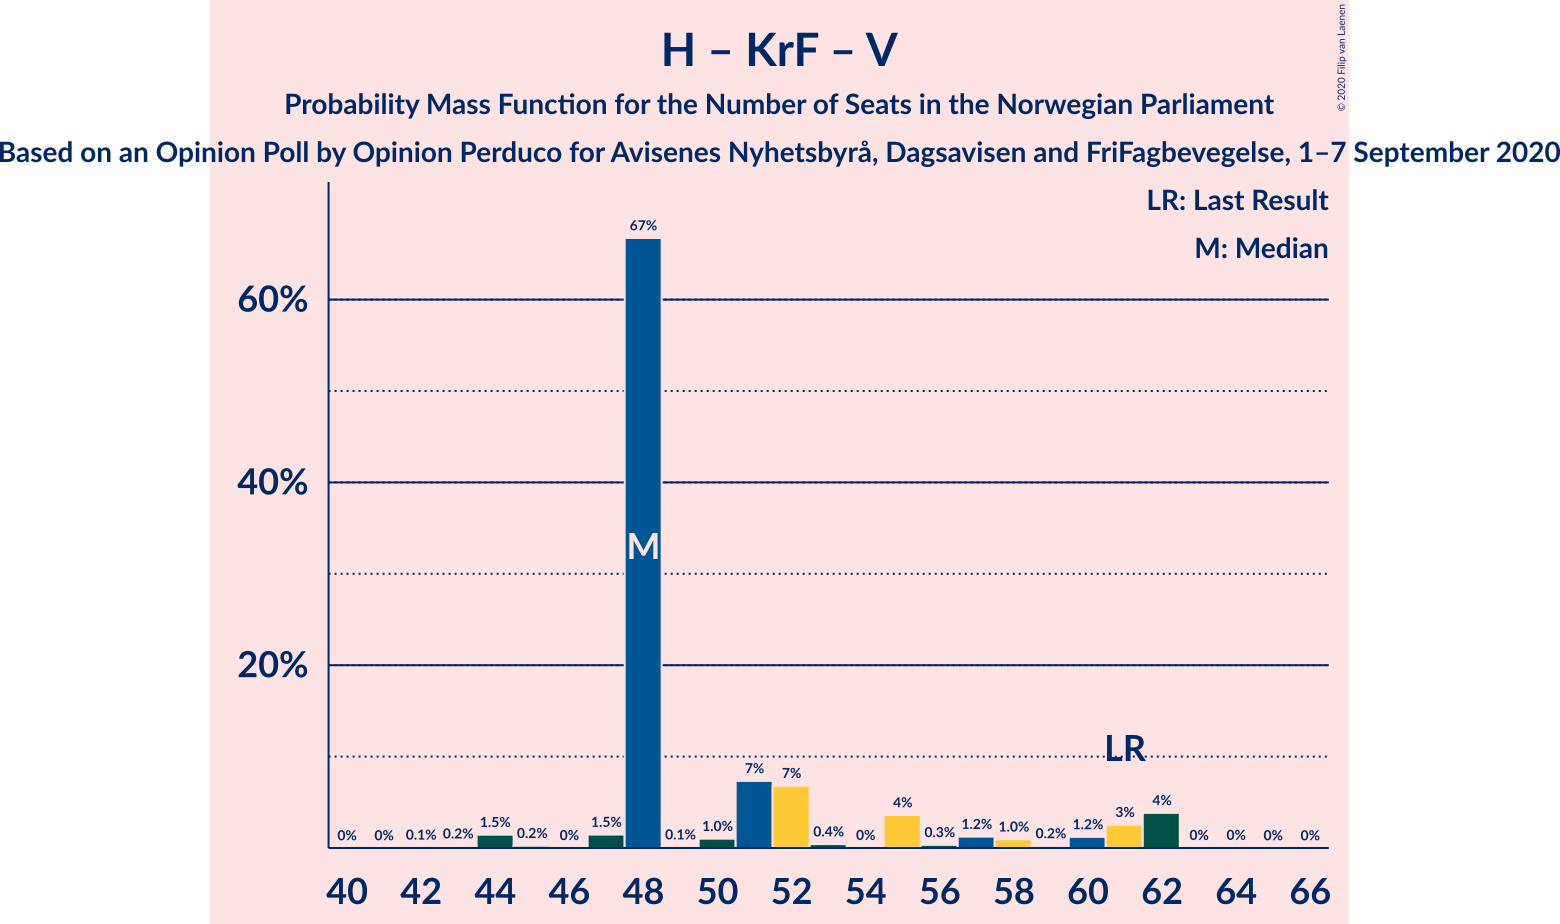 H – KrF – V
Probability Mass Function for the Number of Seats in the Norwegian Parliament
Based on an Opinion Poll by Opinion Perduco for Avisenes Nyhetsbyrå, Dagsavisen and FriFagbevegelse, 1–7 September 2020
© 2020 Filip van Laenen
LR: Last Result
M: Median
67%
60%
40%
M
20%
LR
0% 0% 0.1% 0.2% 1.5% 0.2% 0% 1.5% 0.1% 1.0% 7% 7% 0.4% 0% 4% 0.3% 1.2% 1.0% 0.2% 1.2% 3% 4% 0% 0% 0% 0%
40 42 44 46 48 50 52 54 56 58 60 62 64 66